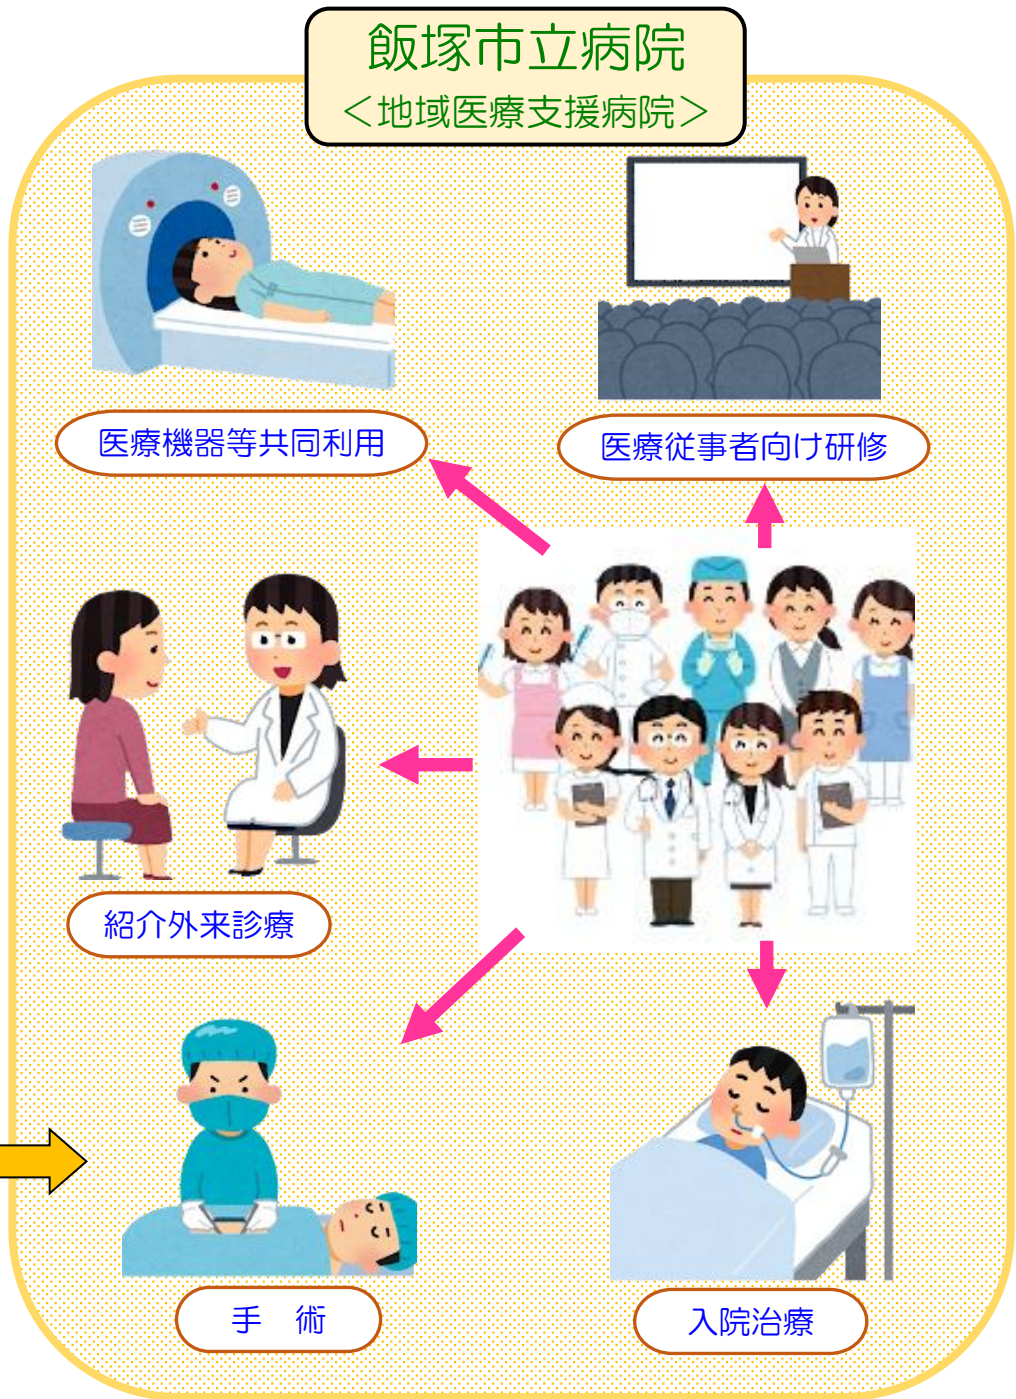 飯塚市立病院
＜地域医療支援病院＞
医療機器等共同利用
医療従事者向け研修
紹介外来診療
手　術
入院治療